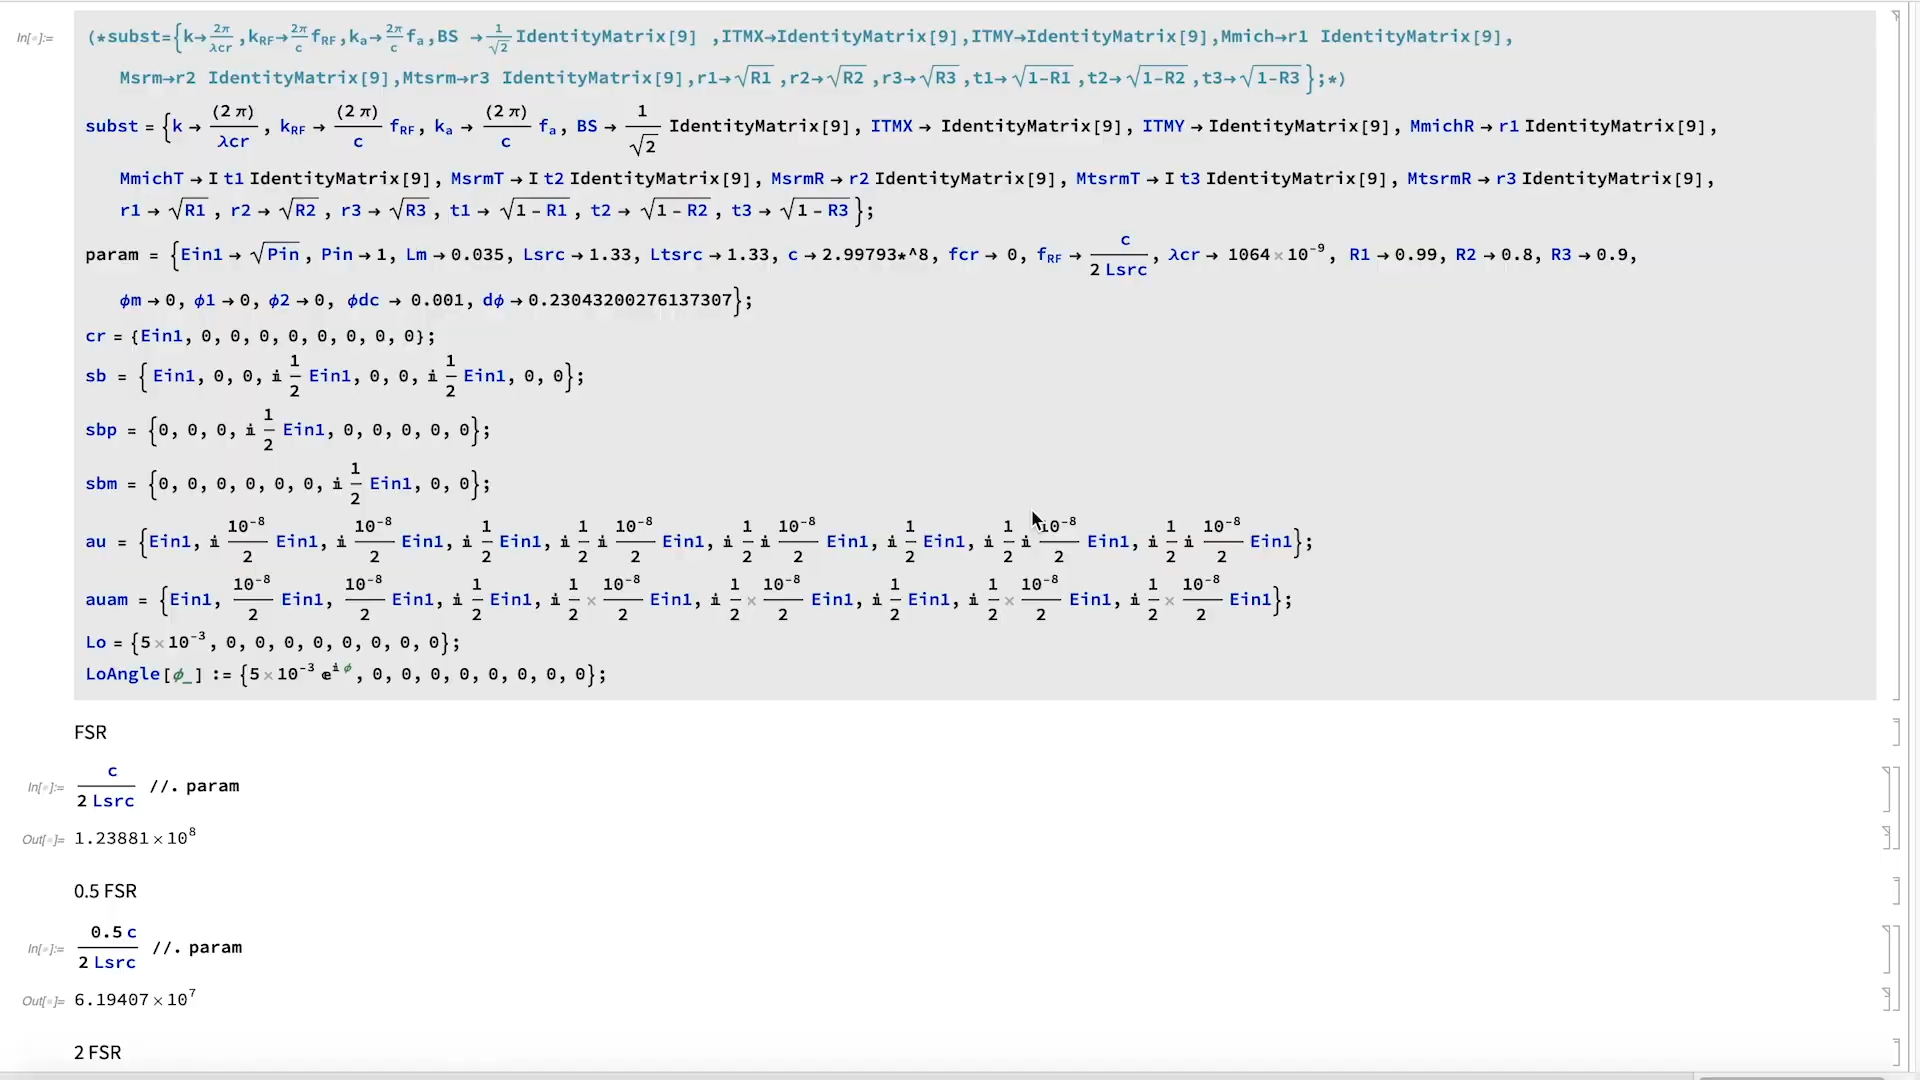 In[◦]:= (*subst={k→2π/λcr,kRF→2π/c fRF,ka→2π/c fa,BS →1/√2 IdentityMatrix[9] ,ITMX→IdentityMatrix[9],ITMY→IdentityMatrix[9],Mmich→r1 IdentityMatrix[9],
Msrm→r2 IdentityMatrix[9],Mtsrm→r3 IdentityMatrix[9],r1→√R1 ,r2→√R2 ,r3→√R3 ,t1→√1-R1 ,t2→√1-R2 ,t3→√1-R3 };*)
subst = {k → (2 π)/λcr , kRF → (2 π)/c fRF, ka → (2 π)/c fa, BS → 1/√2 IdentityMatrix[9], ITMX → IdentityMatrix[9], ITMY → IdentityMatrix[9], MmichR → r1 IdentityMatrix[9],
MmichT → I t1 IdentityMatrix[9], MsrmT → I t2 IdentityMatrix[9], MsrmR → r2 IdentityMatrix[9], MtsrmT → I t3 IdentityMatrix[9], MtsrmR → r3 IdentityMatrix[9],
r1 → √R1 , r2 → √R2 , r3 → √R3 , t1 → √1 - R1 , t2 → √1 - R2 , t3 → √1 - R3 };
param = {Ein1 → √Pin , Pin → 1, Lm → 0.035, Lsrc → 1.33, Ltsrc → 1.33, c → 2.99793*^8, fcr → 0, fRF → c/2 Lsrc , λcr → 1064 × 10⁻⁹, R1 → 0.99, R2 → 0.8, R3 → 0.9,
ϕm → 0, ϕ1 → 0, ϕ2 → 0, ϕdc → 0.001, dϕ → 0.23043200276137307};
cr = {Ein1, 0, 0, 0, 0, 0, 0, 0, 0};
sb = { Ein1, 0, 0, ⅈ 1/2 Ein1, 0, 0, ⅈ 1/2 Ein1, 0, 0};
sbp = {0, 0, 0, ⅈ 1/2 Ein1, 0, 0, 0, 0, 0};
sbm = {0, 0, 0, 0, 0, 0, ⅈ 1/2 Ein1, 0, 0};
au = {Ein1, ⅈ 10⁻⁸/2 Ein1, ⅈ 10⁻⁸/2 Ein1, ⅈ 1/2 Ein1, ⅈ 1/2 ⅈ 10⁻⁸/2 Ein1, ⅈ 1/2 ⅈ 10⁻⁸/2 Ein1, ⅈ 1/2 Ein1, ⅈ 1/2 ⅈ 10⁻⁸/2 Ein1, ⅈ 1/2 ⅈ 10⁻⁸/2 Ein1};
auam = {Ein1, 10⁻⁸/2 Ein1, 10⁻⁸/2 Ein1, ⅈ 1/2 Ein1, ⅈ 1/2 × 10⁻⁸/2 Ein1, ⅈ 1/2 × 10⁻⁸/2 Ein1, ⅈ 1/2 Ein1, ⅈ 1/2 × 10⁻⁸/2 Ein1, ⅈ 1/2 × 10⁻⁸/2 Ein1};
Lo = {5 × 10⁻³, 0, 0, 0, 0, 0, 0, 0, 0};
LoAngle[ϕ_] := {5 × 10⁻³ ⅇ^ⅈ ϕ, 0, 0, 0, 0, 0, 0, 0, 0};
FSR
In[◦]:= c/2 Lsrc //. param
Out[◦]= 1.23881 × 10⁸
0.5 FSR
In[◦]:= 0.5 c/2 Lsrc //. param
Out[◦]= 6.19407 × 10⁷
2 FSR